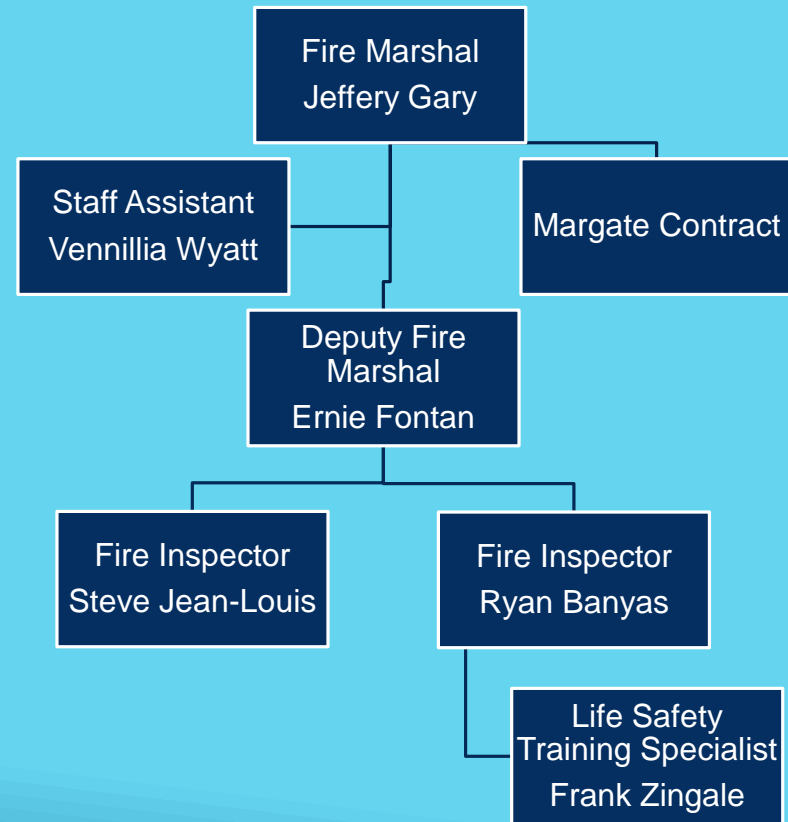 Fire Marshal
Jeffery Gary
Staff Assistant
Vennillia Wyatt
Margate Contract
Deputy Fire
Marshal
Ernie Fontan
Fire Inspector
Steve Jean-Louis
Fire Inspector
Ryan Banyas
Life Safety
Training Specialist
Frank Zingale